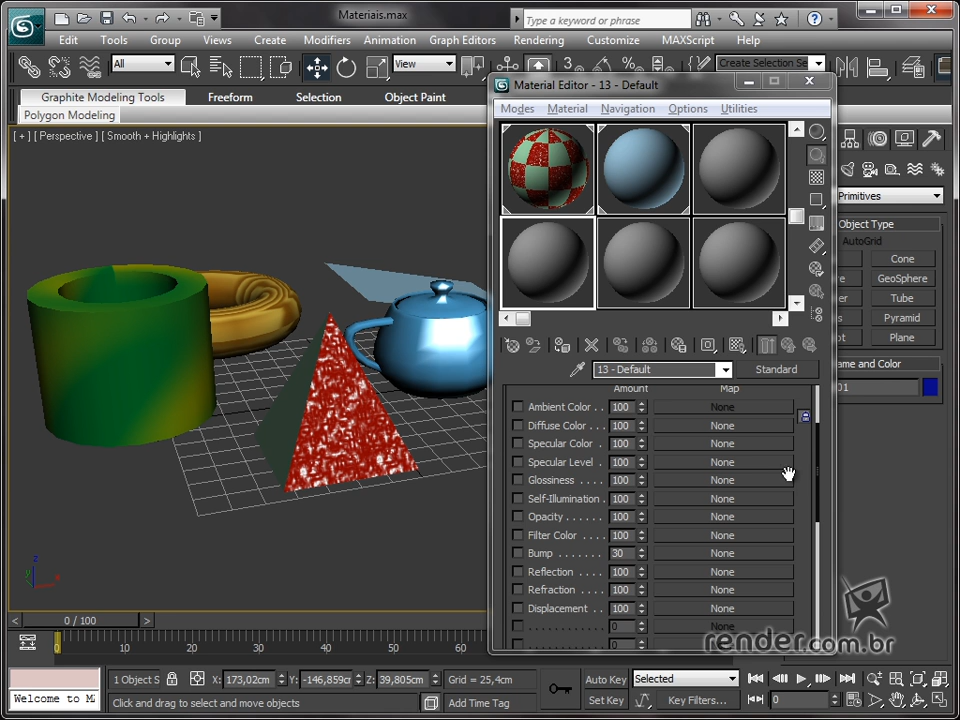 Materiais.max
Type a keyword or phrase
Edit Tools Group Views Create Modifiers Animation Graph Editors Rendering Customize MAXScript Help
All
View
Create Selection Se
Graphite Modeling Tools Freeform Selection Object Paint
Polygon Modeling
[ + ] [ Perspective ] [ Smooth + Highlights ]
Material Editor - 13 - Default
Modes Material Navigation Options Utilities
13 - Default
Standard
Amount Map
Ambient Color . . 100 None
Diffuse Color . . . 100 None
Specular Color . 100 None
Specular Level . 100 None
Glossiness . . . . 100 None
Self-Illumination . 100 None
Opacity . . . . . . 100 None
Filter Color . . . . 100 None
Bump . . . . . . . 30 None
Reflection . . . . 100 None
Refraction . . . . 100 None
Displacement . . 100 None
. . . . . . . . . . . 0 None
0
Primitives
Object Type
AutoGrid
Cone
GeoSphere
Tube
Pyramid
Plane
ame and Color
01
render.com.br
z
y
x
0 / 100
0 10 20 30 40 50 60
1 Object S X: 173,02cm Y: -146,859c Z: 39,805cm Grid = 25,4cm
Auto Key Selected
Welcome to M
Click and drag to select and move objects
Add Time Tag
Set Key Key Filters... 0